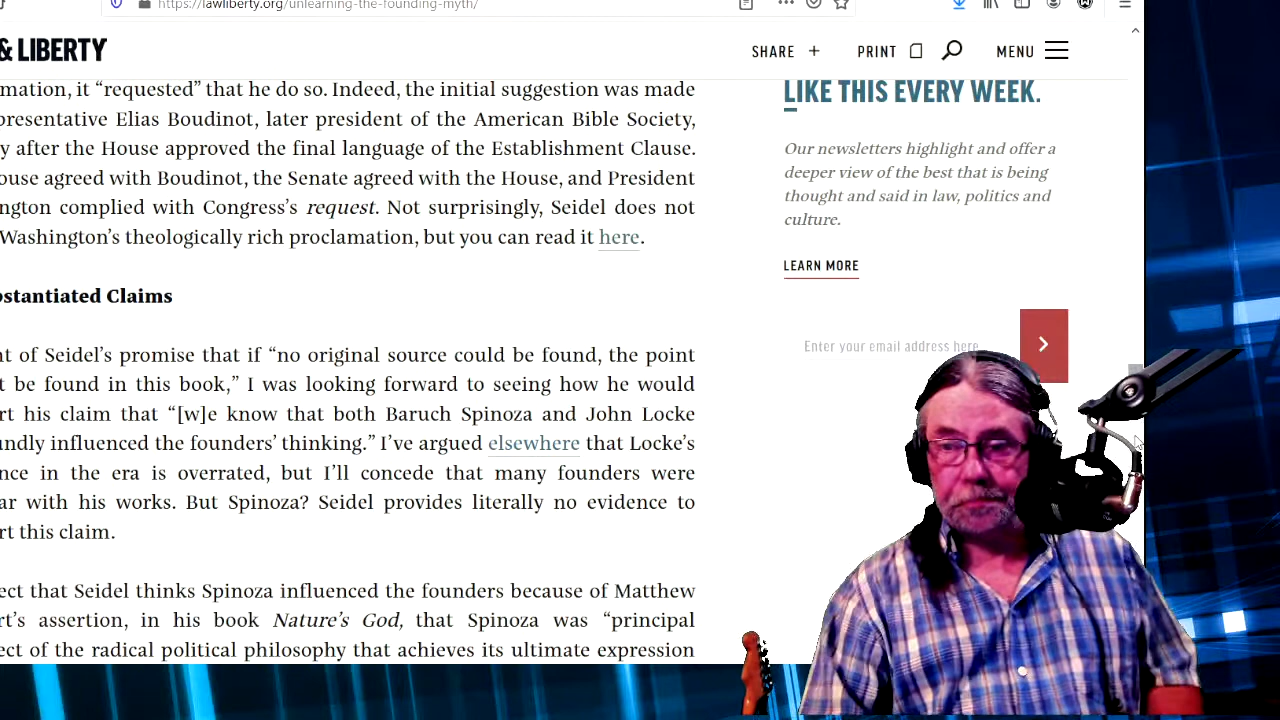 https://lawliberty.org/unlearning-the-founding-myth/
& LIBERTY
SHARE +
PRINT
MENU
mation, it “requested” that he do so. Indeed, the initial suggestion was made
presentative Elias Boudinot, later president of the American Bible Society,
y after the House approved the final language of the Establishment Clause.
ouse agreed with Boudinot, the Senate agreed with the House, and President
ngton complied with Congress’s request. Not surprisingly, Seidel does not
Washington’s theologically rich proclamation, but you can read it here.
bstantiated Claims
nt of Seidel’s promise that if “no original source could be found, the point
t be found in this book,” I was looking forward to seeing how he would
rt his claim that “[w]e know that both Baruch Spinoza and John Locke
undly influenced the founders’ thinking.” I’ve argued elsewhere that Locke’s
nce in the era is overrated, but I’ll concede that many founders were
ar with his works. But Spinoza? Seidel provides literally no evidence to
rt this claim.
ect that Seidel thinks Spinoza influenced the founders because of Matthew
rt’s assertion, in his book Nature’s God, that Spinoza was “principal
ect of the radical political philosophy that achieves its ultimate expression
LIKE THIS EVERY WEEK.
Our newsletters highlight and offer a
deeper view of the best that is being
thought and said in law, politics and
culture.
LEARN MORE
Enter your email address here